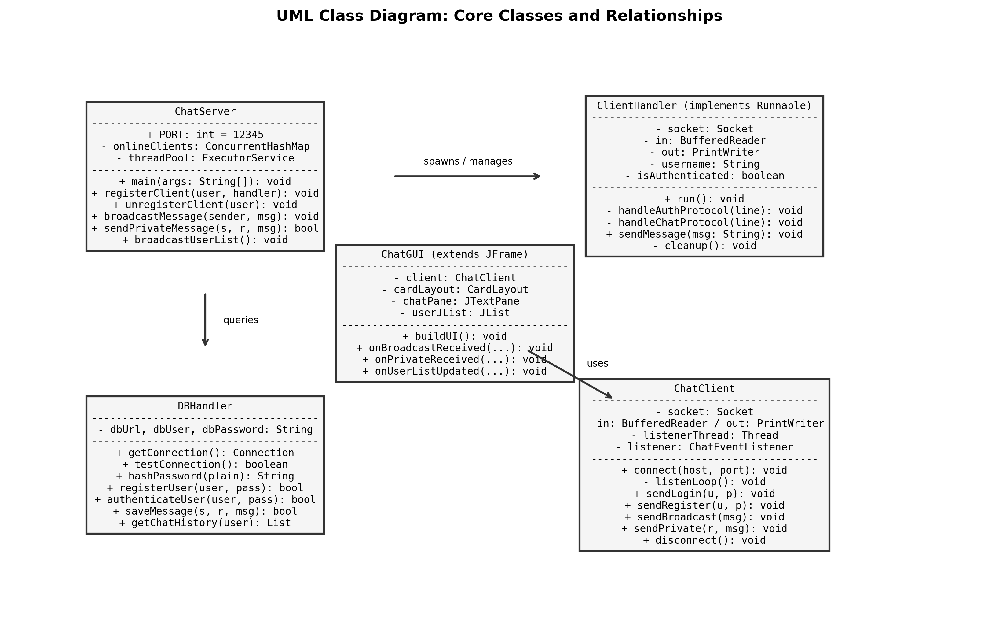 UML Class Diagram: Core Classes and Relationships
ChatServer
-------------------------------------
+ PORT: int = 12345
- onlineClients: ConcurrentHashMap
- threadPool: ExecutorService
-------------------------------------
+ main(args: String[]): void
+ registerClient(user, handler): void
+ unregisterClient(user): void
+ broadcastMessage(sender, msg): void
+ sendPrivateMessage(s, r, msg): bool
+ broadcastUserList(): void
spawns / manages
ClientHandler (implements Runnable)
-------------------------------------
- socket: Socket
- in: BufferedReader
- out: PrintWriter
- username: String
- isAuthenticated: boolean
-------------------------------------
+ run(): void
- handleAuthProtocol(line): void
- handleChatProtocol(line): void
+ sendMessage(msg: String): void
- cleanup(): void
ChatGUI (extends JFrame)
-------------------------------------
- client: ChatClient
- cardLayout: CardLayout
- chatPane: JTextPane
- userJList: JList
-------------------------------------
+ buildUI(): void
+ onBroadcastReceived(...): void
+ onPrivateReceived(...): void
+ onUserListUpdated(...): void
queries
uses
DBHandler
-------------------------------------
- dbUrl, dbUser, dbPassword: String
-------------------------------------
+ getConnection(): Connection
+ testConnection(): boolean
+ hashPassword(plain): String
+ registerUser(user, pass): bool
+ authenticateUser(user, pass): bool
+ saveMessage(s, r, msg): bool
+ getChatHistory(user): List
ChatClient
-------------------------------------
- socket: Socket
- in: BufferedReader / out: PrintWriter
- listenerThread: Thread
- listener: ChatEventListener
-------------------------------------
+ connect(host, port): void
- listenLoop(): void
+ sendLogin(u, p): void
+ sendRegister(u, p): void
+ sendBroadcast(msg): void
+ sendPrivate(r, msg): void
+ disconnect(): void